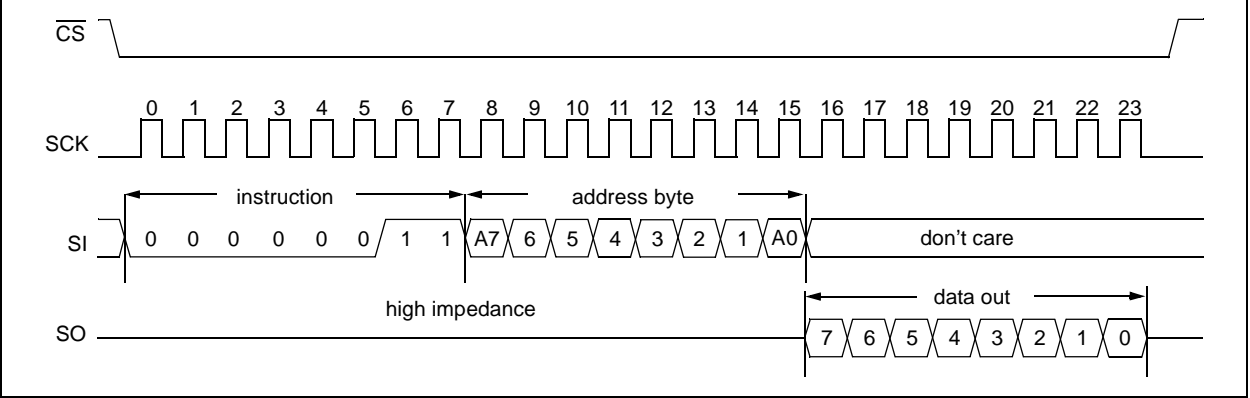 CS
0 1 2 3 4 5 6 7 8 9 10 11 12 13 14 15 16 17 18 19 20 21 22 23
SCK
instruction address byte
SI 0 0 0 0 0 0 1 1 A7 6 5 4 3 2 1 A0 don't care
high impedance data out
SO 7 6 5 4 3 2 1 0